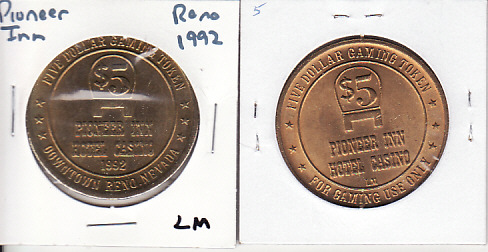 Pioneer
Inn
Reno
1992
FIVE DOLLAR GAMING TOKEN
$5
PIONEER INN
HOTEL CASINO
1992
DOWNTOWN RENO, NEVADA
LM
5
FIVE DOLLAR GAMING TOKEN
$5
PIONEER INN
HOTEL CASINO
LM
FOR GAMING USE ONLY